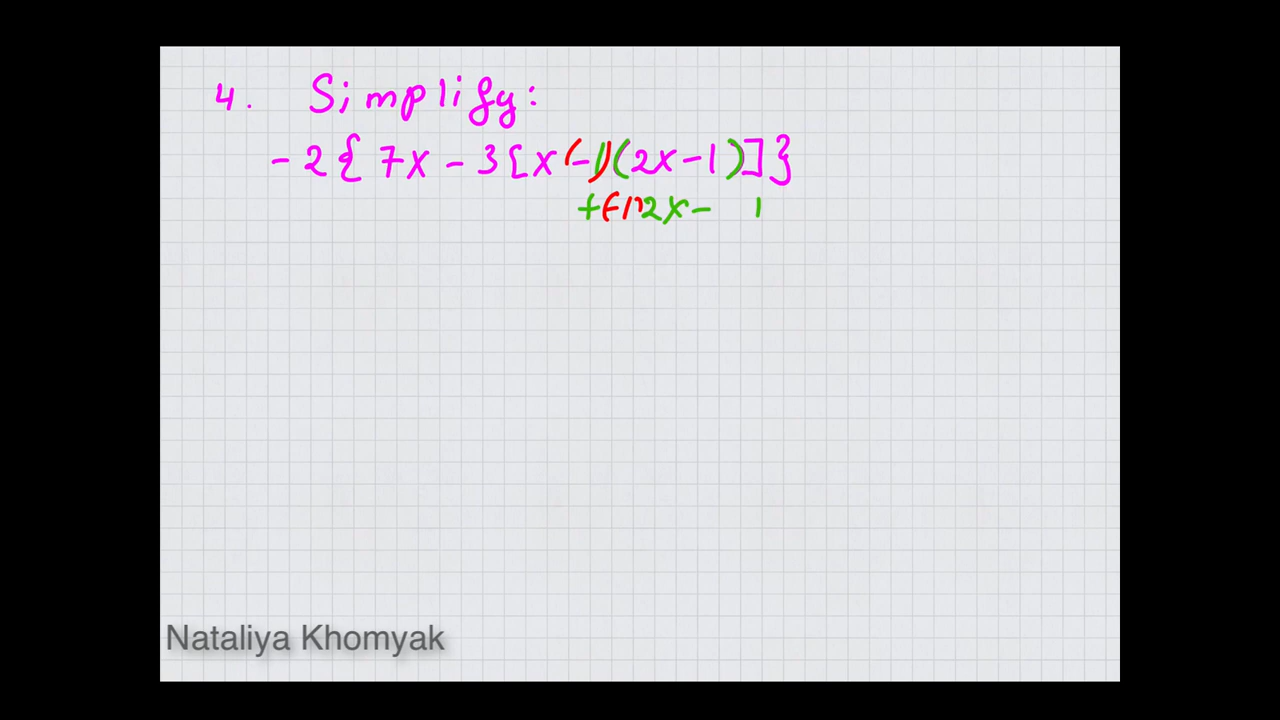 4. Simplify:
-2{7x-3[x(-1)(2x-1)]}
+(-1)2x- 1
Nataliya Khomyak